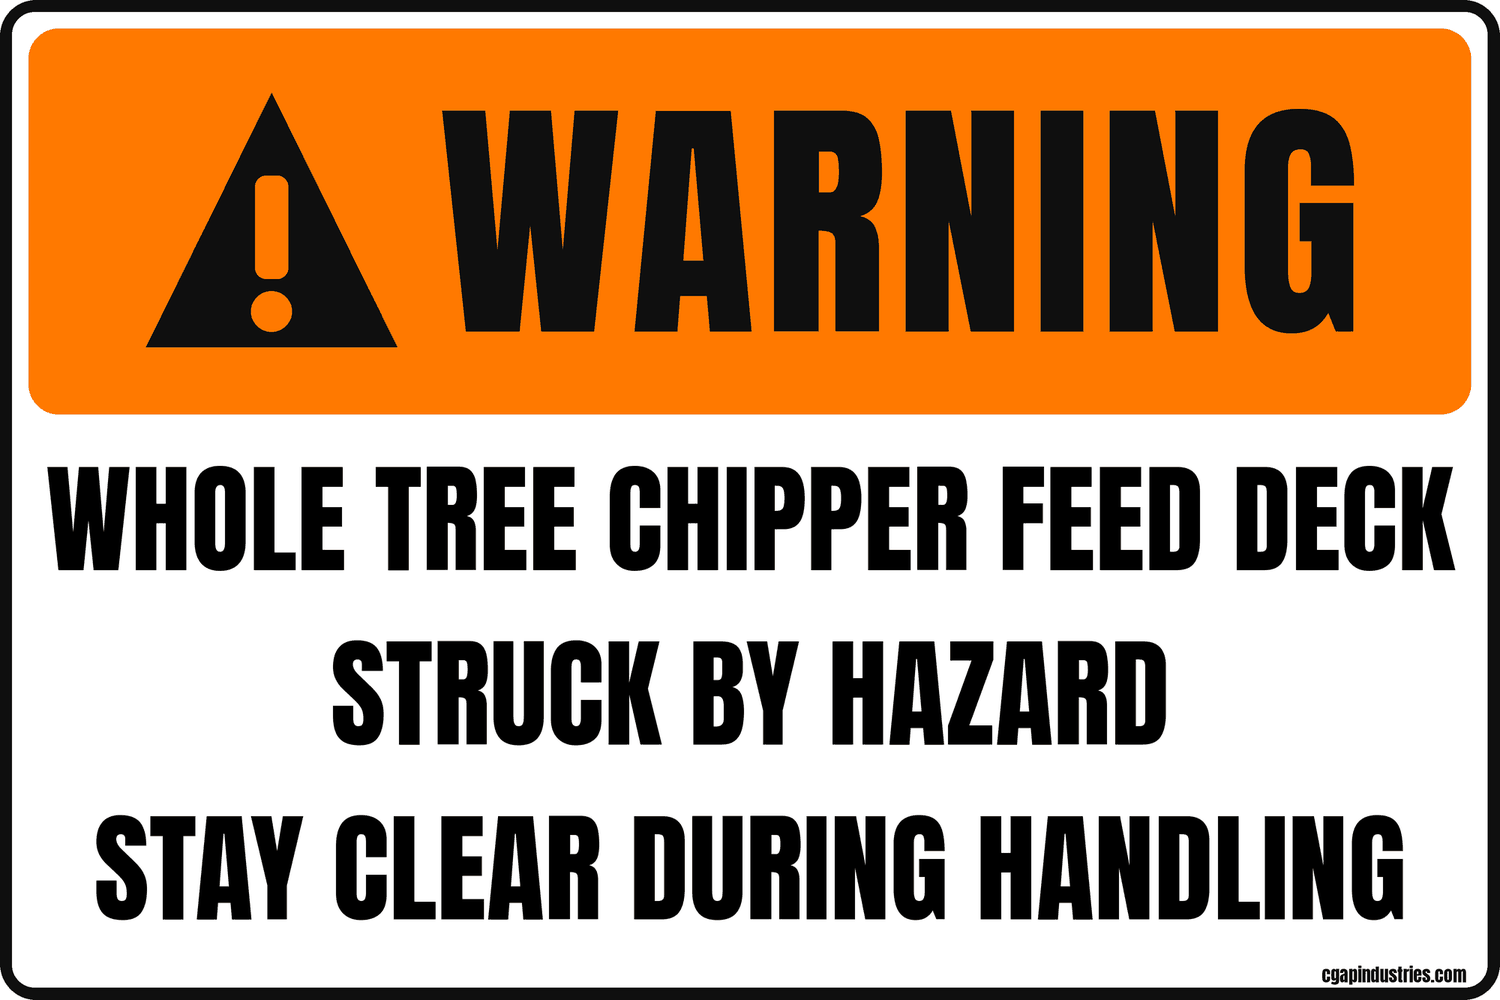 WARNING
WHOLE TREE CHIPPER FEED DECK
STRUCK BY HAZARD
STAY CLEAR DURING HANDLING
cgapindustries.com